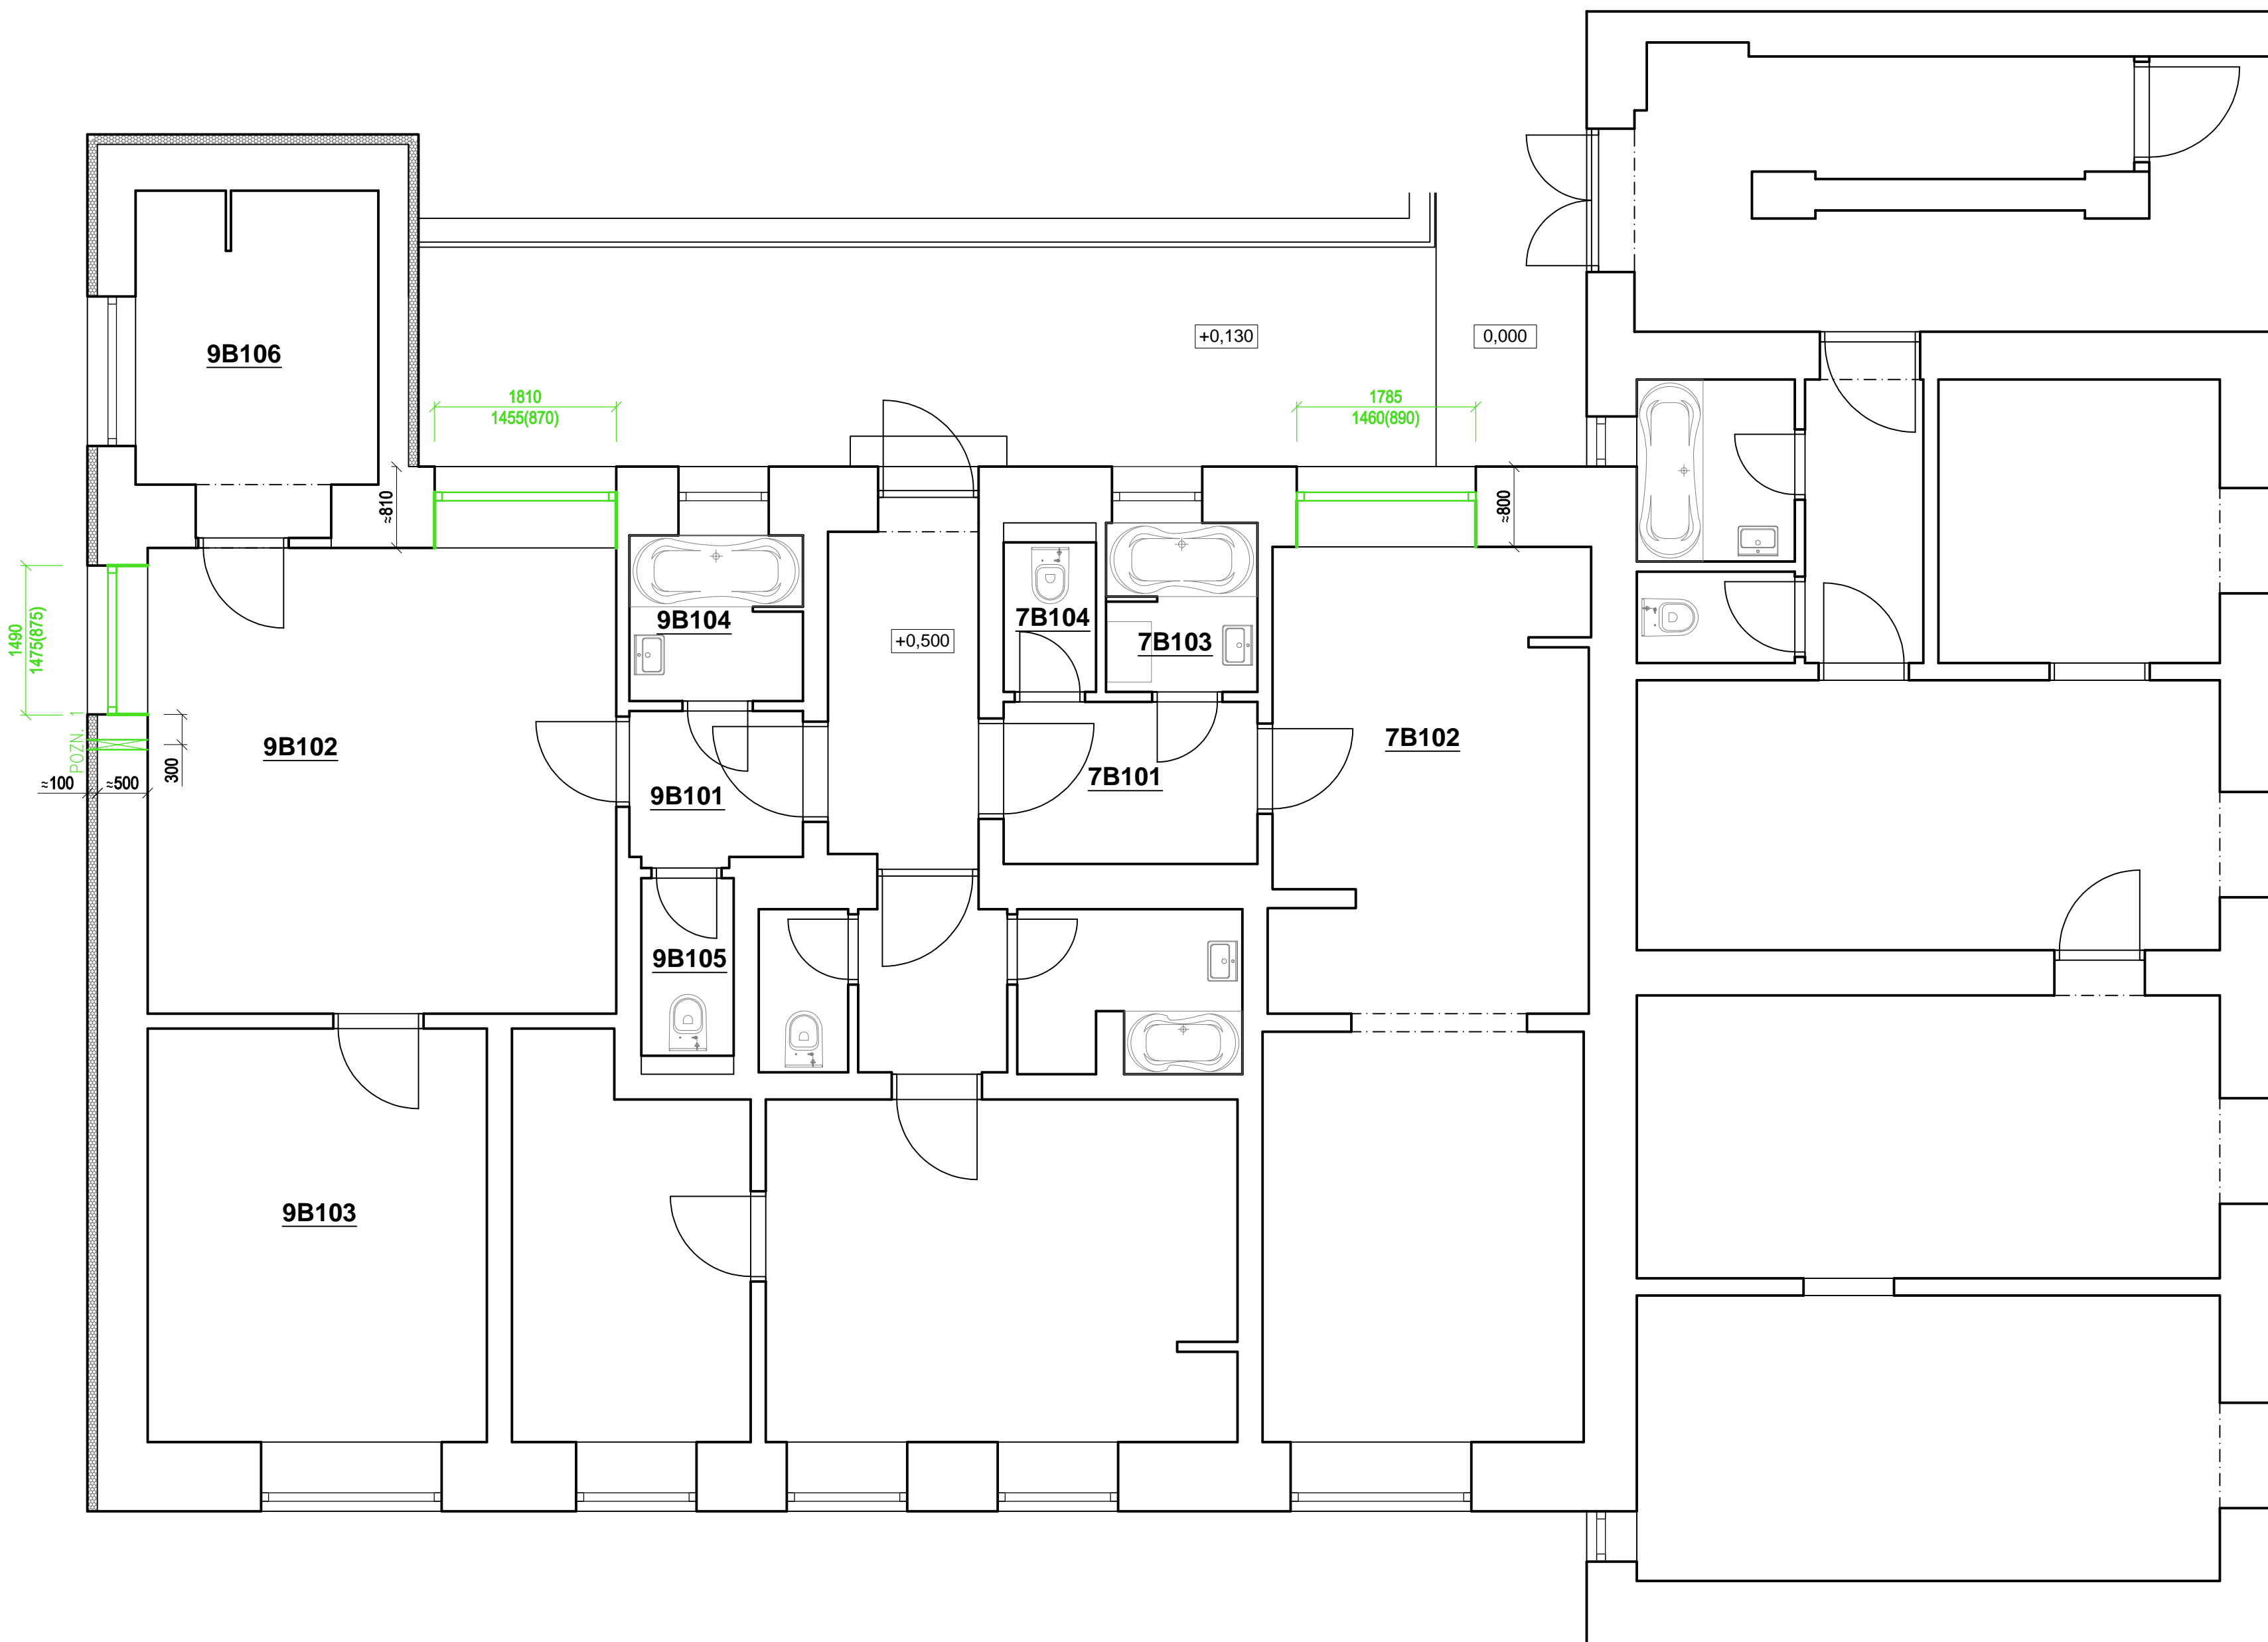 +0,130
0,000
9B106
1810
1455(870)
1785
1460(890)
≈810
≈800
1490
1475(875)
9B104
+0,500
7B104
7B103
POZN. 1
9B102
7B102
300
≈100
≈500
9B101
7B101
9B105
9B103